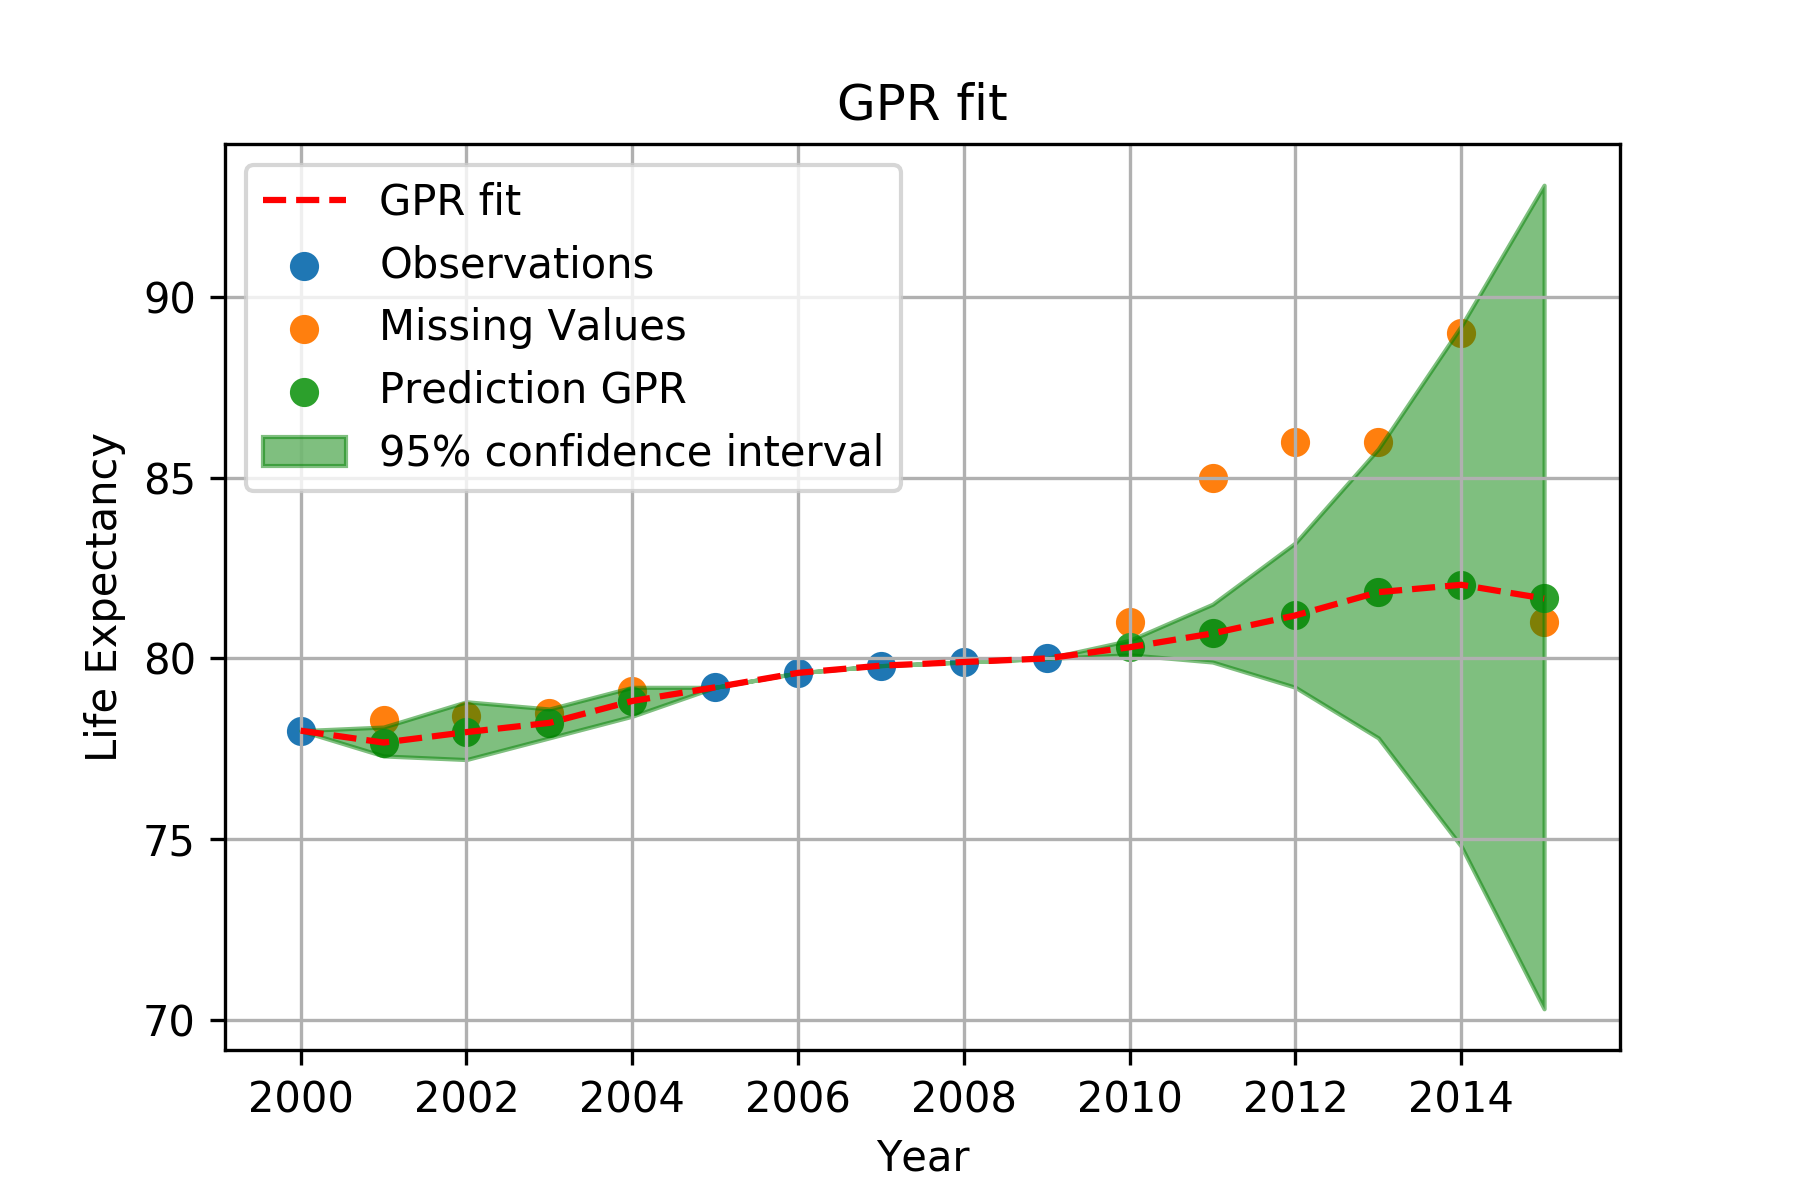 GPR fit
GPR fit
Observations
Missing Values
Prediction GPR
95% confidence interval
90
85
80
75
70
Life Expectancy
2000 2002 2004 2006 2008 2010 2012 2014
Year